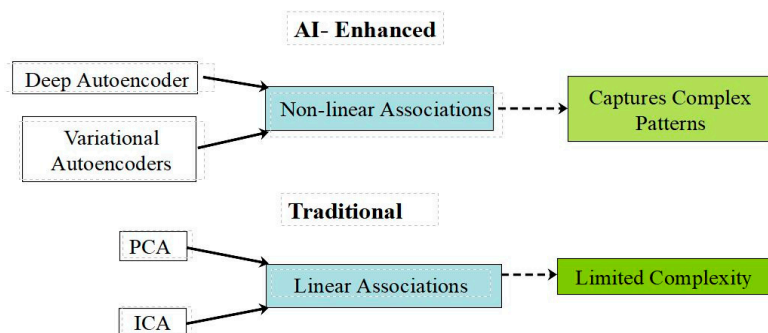 AI- Enhanced
Deep Autoencoder
Non-linear Associations
Captures Complex
Patterns
Variational
Autoencoders
Traditional
PCA
Linear Associations
Limited Complexity
ICA